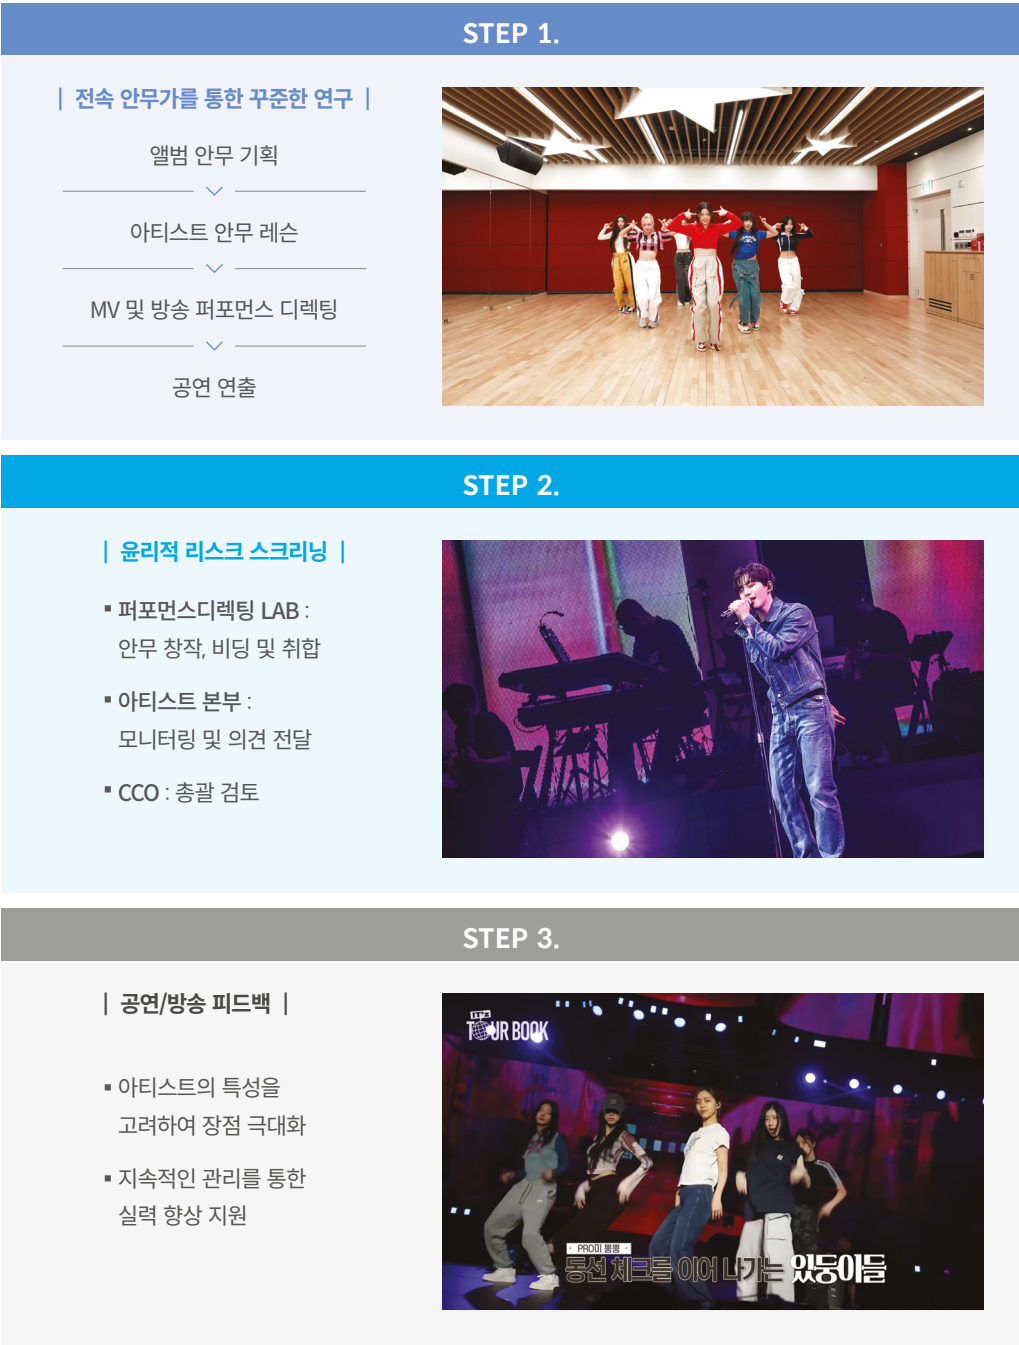 STEP 1.
| 전속 안무가를 통한 꾸준한 연구 |
앨범 안무 기획
아티스트 안무 레슨
MV 및 방송 퍼포먼스 디렉팅
공연 연출
STEP 2.
| 윤리적 리스크 스크리닝 |
▪ 퍼포먼스디렉팅 LAB :
안무 창작, 비딩 및 취합
▪ 아티스트 본부 :
모니터링 및 의견 전달
▪ CCO : 총괄 검토
STEP 3.
| 공연/방송 피드백 |
▪ 아티스트의 특성을
고려하여 장점 극대화
▪ 지속적인 관리를 통한
실력 향상 지원
ITZY
TOUR BOOK
PRO미 뿜뿜
동선 체크를 이어 나가는 있둥이들